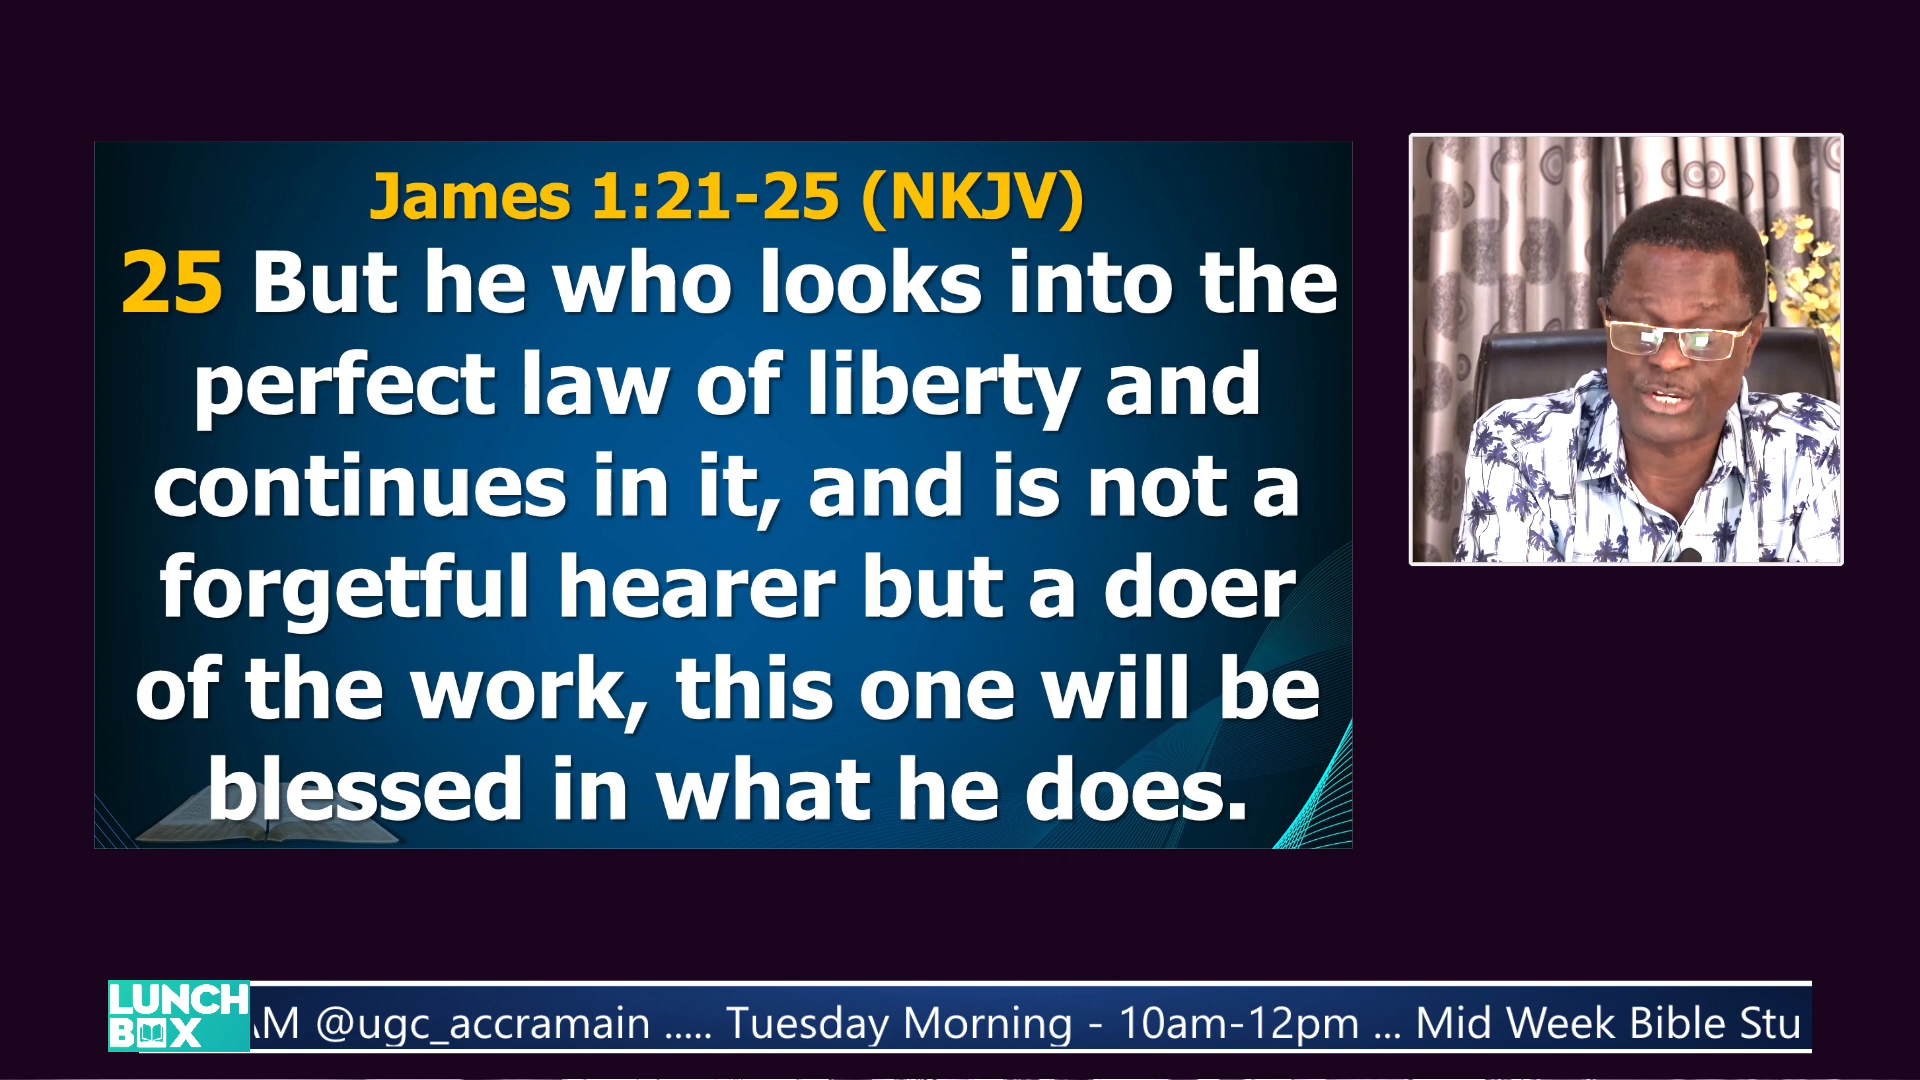 James 1:21-25 (NKJV)
25 But he who looks into the
perfect law of liberty and
continues in it, and is not a
forgetful hearer but a doer
of the work, this one will be
blessed in what he does.
LUNCH
BOX
AM @ugc_accramain ..... Tuesday Morning - 10am-12pm ... Mid Week Bible Stu